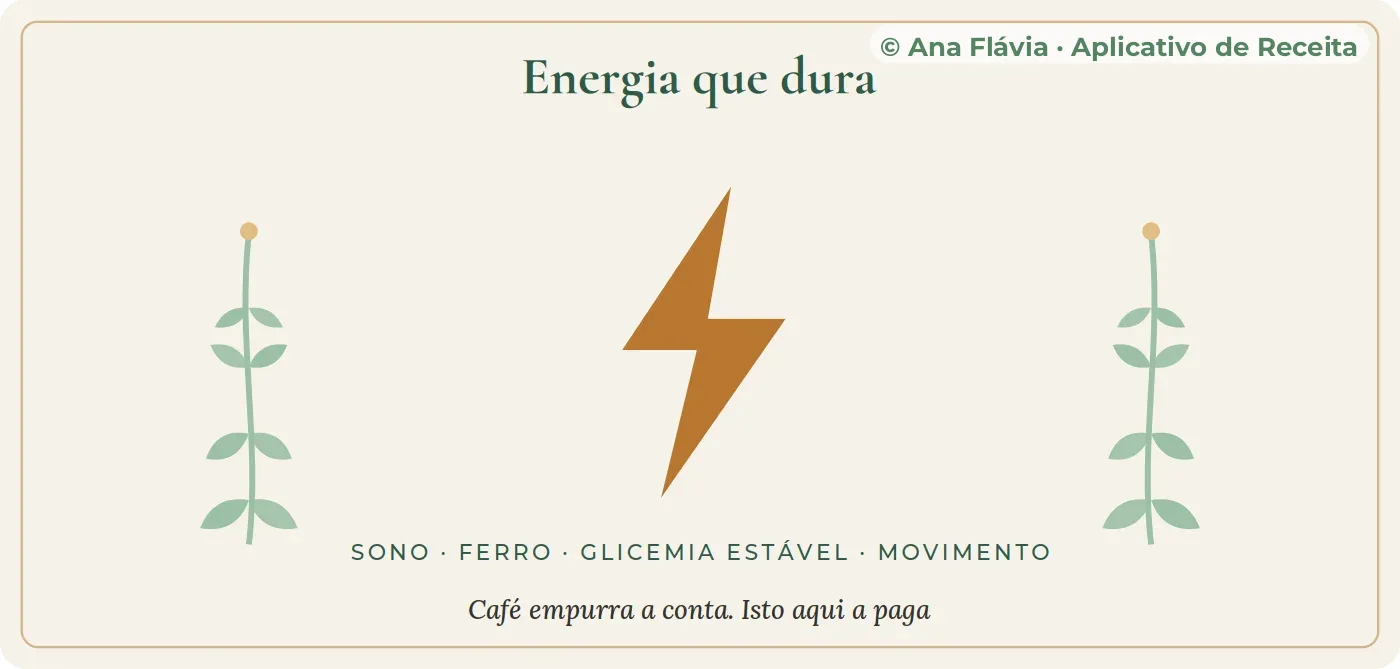 © Ana Flávia · Aplicativo de Receita
Energia que dura
SONO · FERRO · GLICEMIA ESTÁVEL · MOVIMENTO
Café empurra a conta. Isto aqui a paga